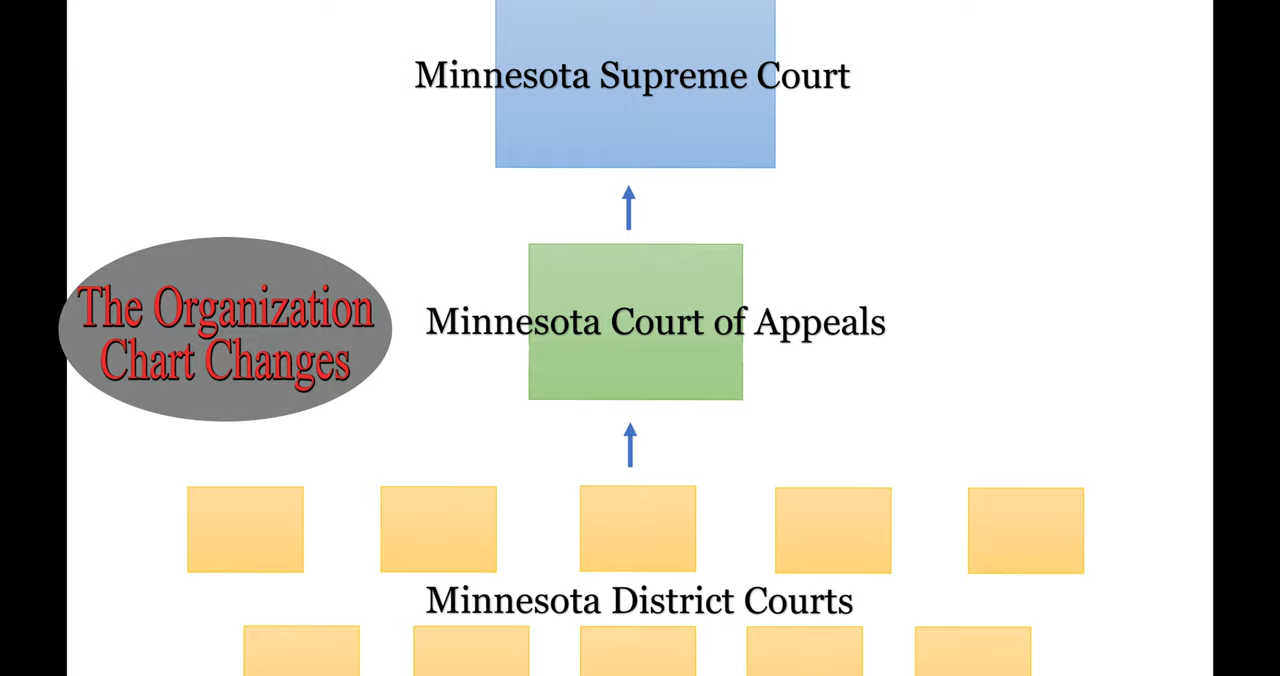 Minnesota Supreme Court
The Organization
Chart Changes
Minnesota Court of Appeals
Minnesota District Courts